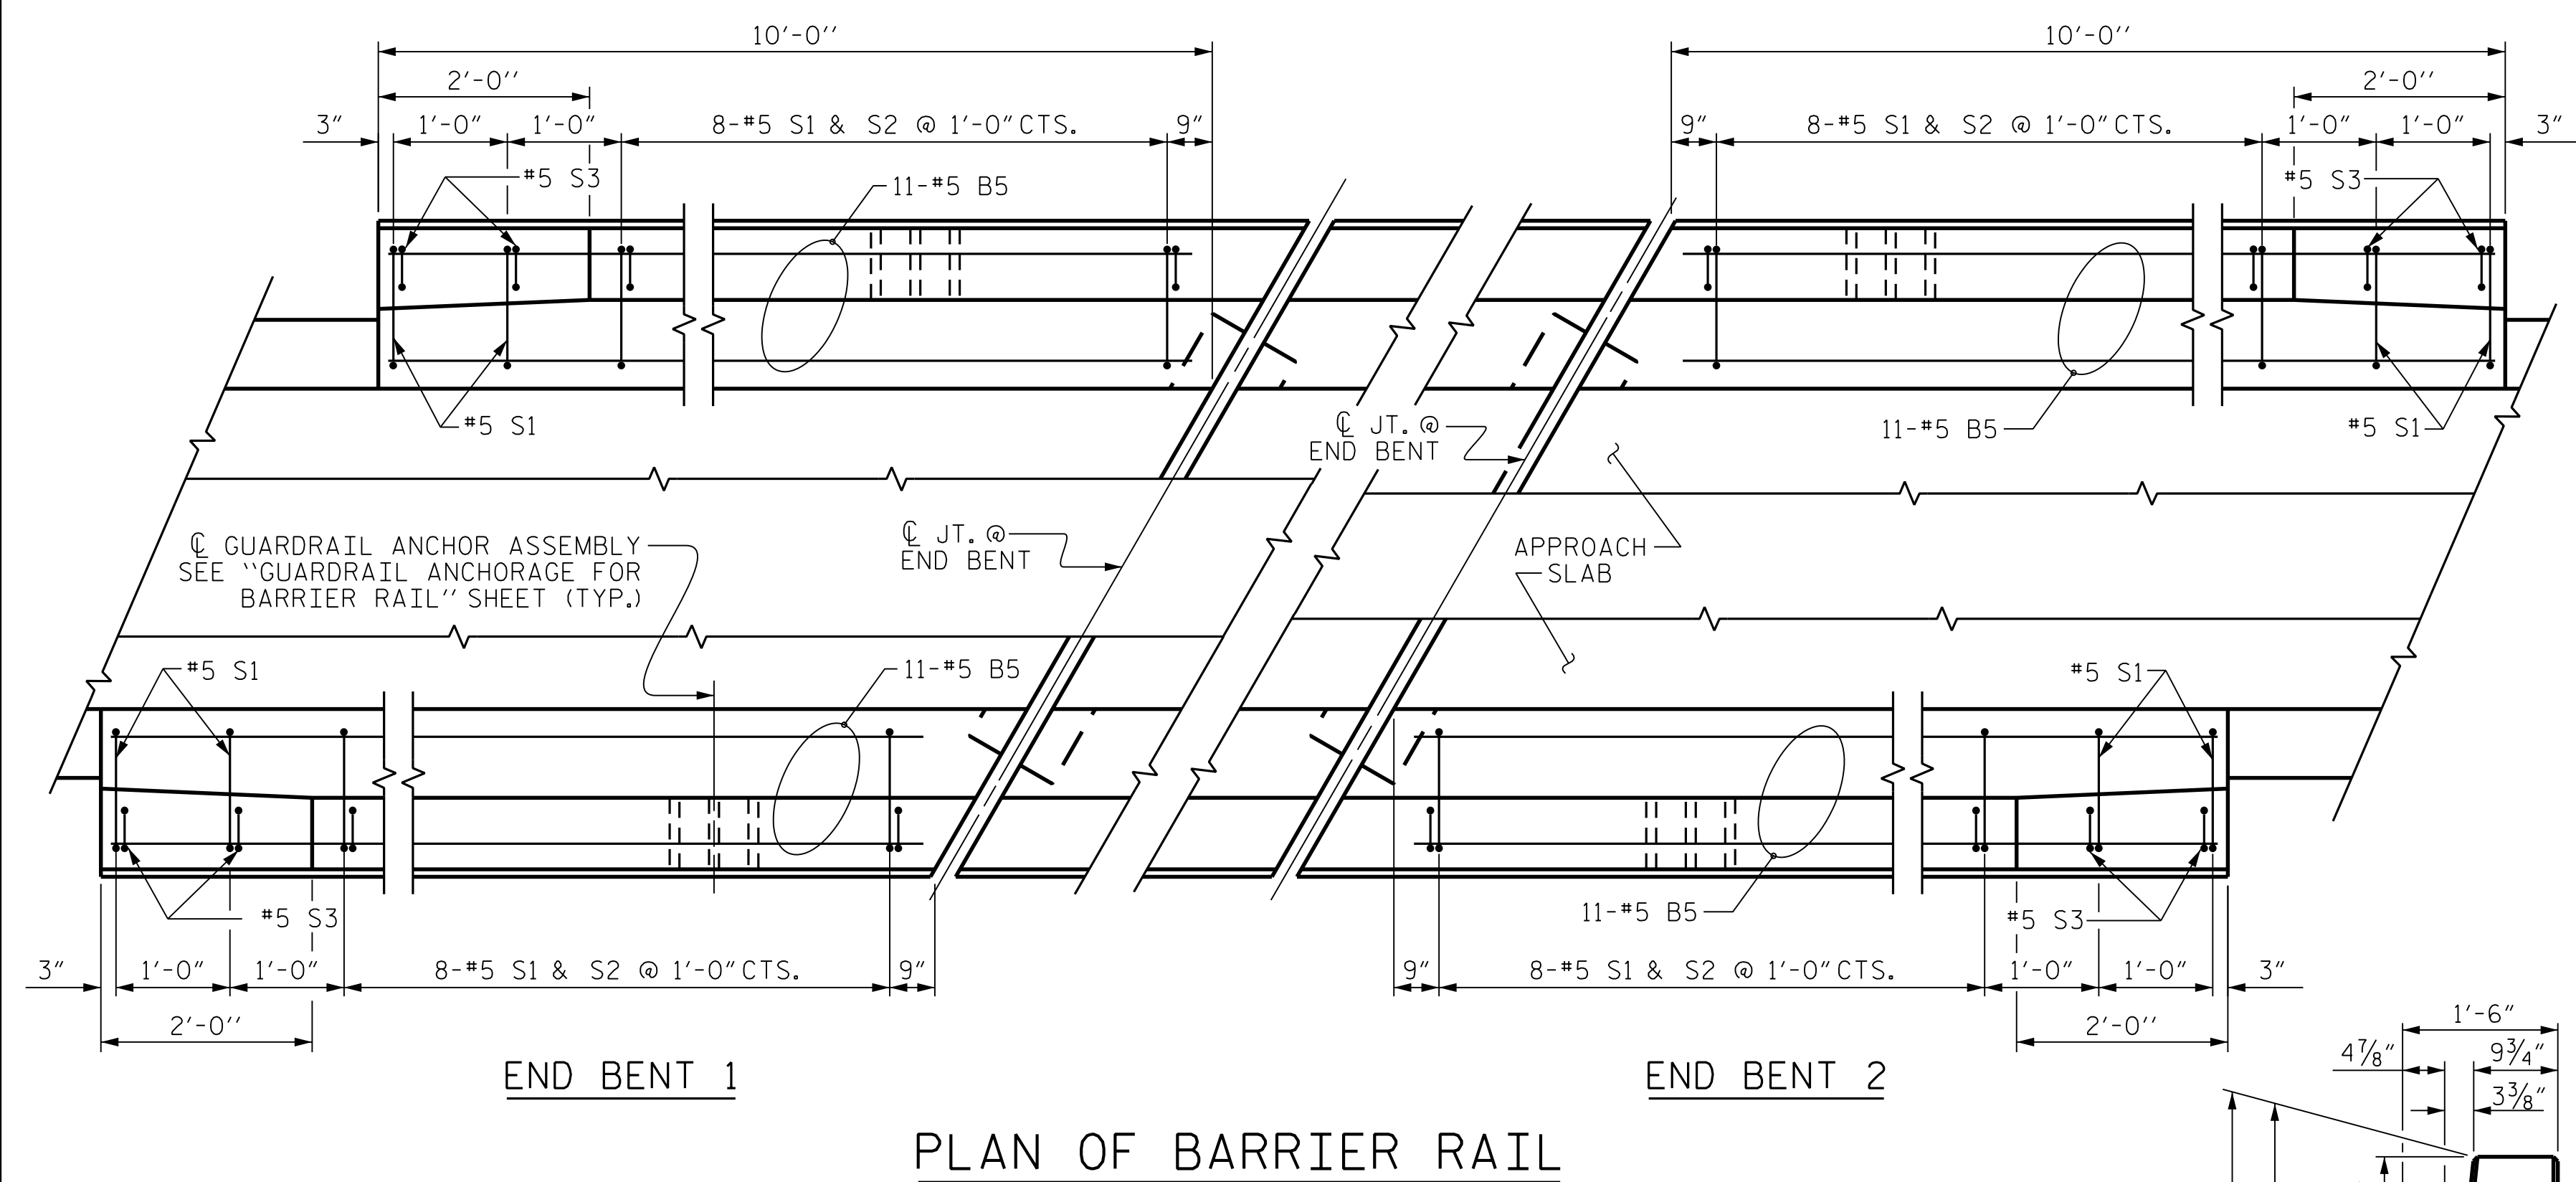 10'-0''
10'-0''
2'-0''
2'-0''
3" 1'-0" 1'-0" 8-#5 S1 & S2 @ 1'-0" CTS. 9"
9" 8-#5 S1 & S2 @ 1'-0" CTS. 1'-0" 1'-0" 3"
#5 S3
11-#5 B5
#5 S3
#5 S1
℄ JT. @
END BENT
11-#5 B5
#5 S1
℄ GUARDRAIL ANCHOR ASSEMBLY
SEE "GUARDRAIL ANCHORAGE FOR
BARRIER RAIL" SHEET (TYP.)
℄ JT. @
END BENT
APPROACH
SLAB
#5 S1
11-#5 B5
#5 S1
#5 S3
11-#5 B5
#5 S3
3" 1'-0" 1'-0" 8-#5 S1 & S2 @ 1'-0" CTS. 9"
9" 8-#5 S1 & S2 @ 1'-0" CTS. 1'-0" 1'-0" 3"
2'-0''
2'-0''
1'-6"
4⅞" 9¾"
3⅜"
END BENT 1
END BENT 2
PLAN OF BARRIER RAIL